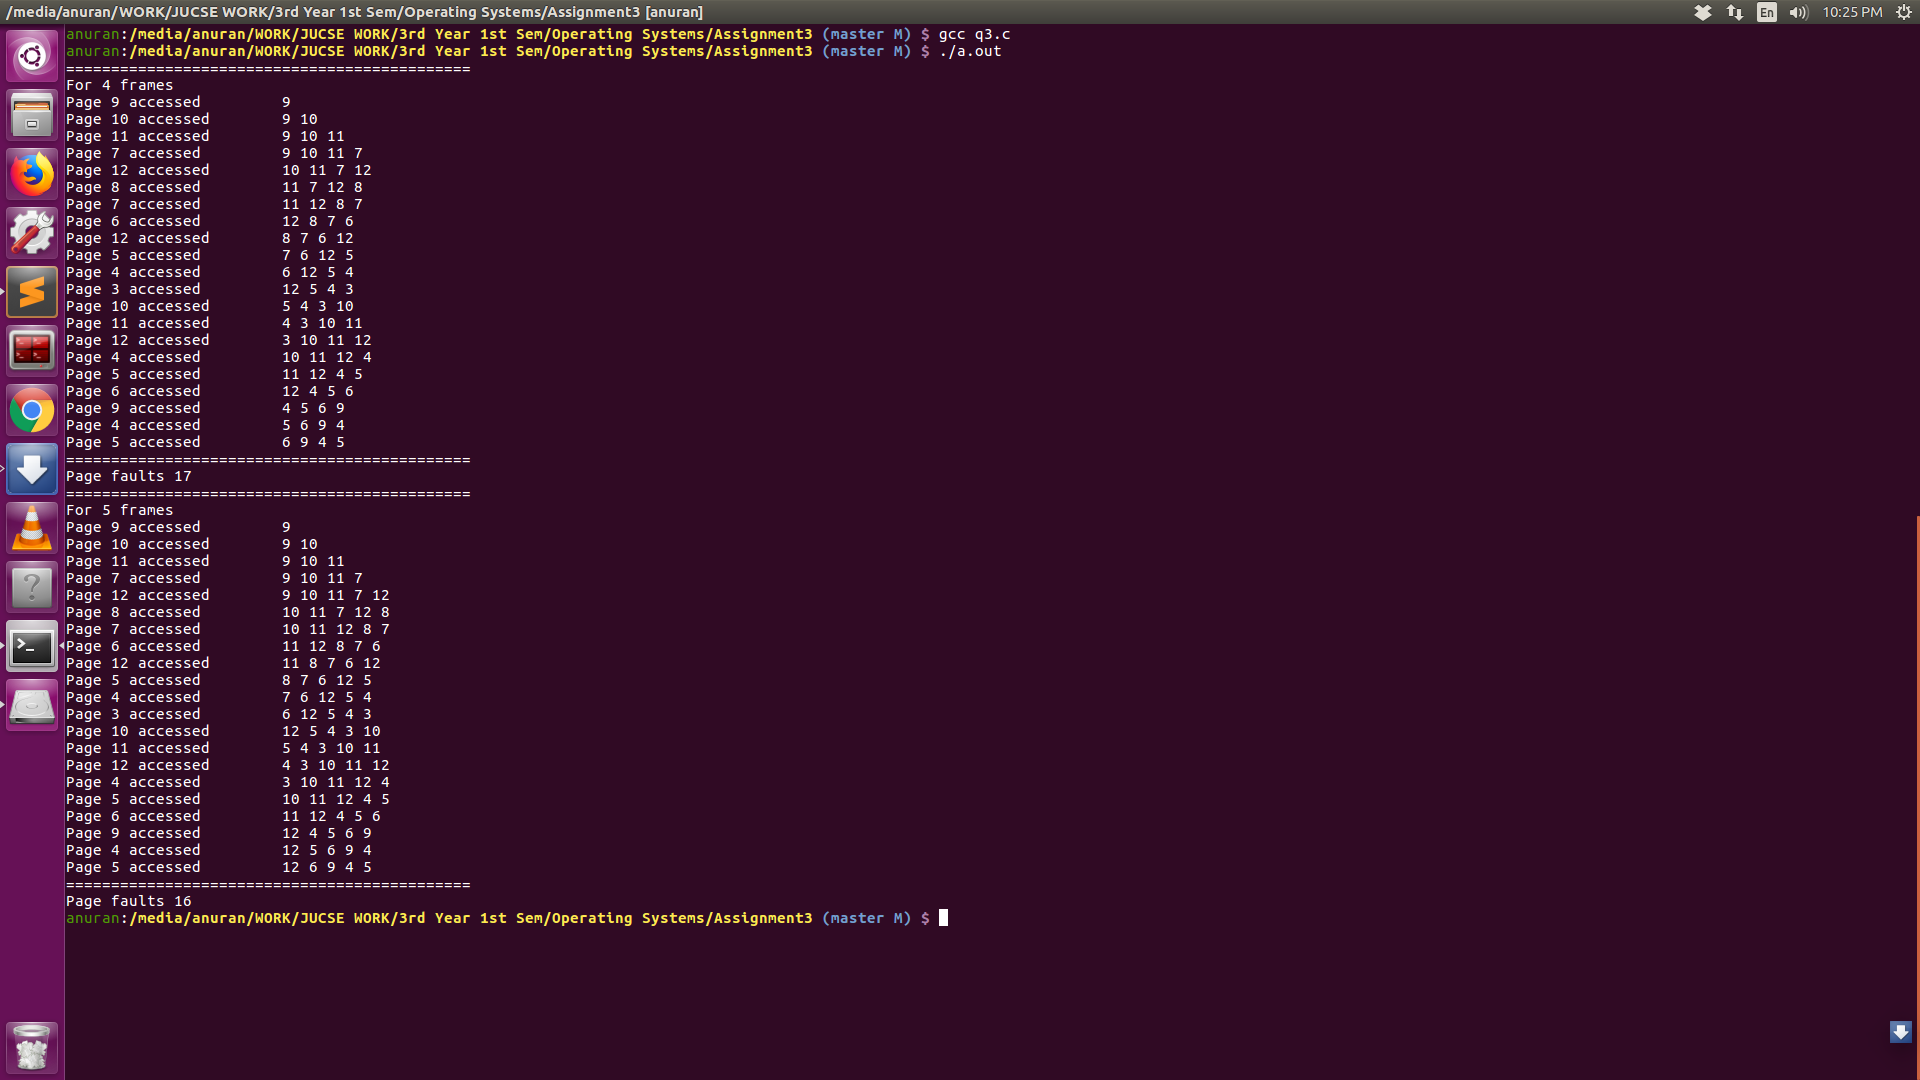 /media/anuran/WORK/JUCSE WORK/3rd Year 1st Sem/Operating Systems/Assignment3 [anuran]
En
10:25 PM
anuran:/media/anuran/WORK/JUCSE WORK/3rd Year 1st Sem/Operating Systems/Assignment3 (master M) $ gcc q3.c
anuran:/media/anuran/WORK/JUCSE WORK/3rd Year 1st Sem/Operating Systems/Assignment3 (master M) $ ./a.out
=============================================
For 4 frames
Page 9 accessed         9
Page 10 accessed        9 10
Page 11 accessed        9 10 11
Page 7 accessed         9 10 11 7
Page 12 accessed        10 11 7 12
Page 8 accessed         11 7 12 8
Page 7 accessed         11 12 8 7
Page 6 accessed         12 8 7 6
Page 12 accessed        8 7 6 12
Page 5 accessed         7 6 12 5
Page 4 accessed         6 12 5 4
Page 3 accessed         12 5 4 3
Page 10 accessed        5 4 3 10
Page 11 accessed        4 3 10 11
Page 12 accessed        3 10 11 12
Page 4 accessed         10 11 12 4
Page 5 accessed         11 12 4 5
Page 6 accessed         12 4 5 6
Page 9 accessed         4 5 6 9
Page 4 accessed         5 6 9 4
Page 5 accessed         6 9 4 5
=============================================
Page faults 17
=============================================
For 5 frames
Page 9 accessed         9
Page 10 accessed        9 10
Page 11 accessed        9 10 11
Page 7 accessed         9 10 11 7
Page 12 accessed        9 10 11 7 12
Page 8 accessed         10 11 7 12 8
Page 7 accessed         10 11 12 8 7
Page 6 accessed         11 12 8 7 6
Page 12 accessed        11 8 7 6 12
Page 5 accessed         8 7 6 12 5
Page 4 accessed         7 6 12 5 4
Page 3 accessed         6 12 5 4 3
Page 10 accessed        12 5 4 3 10
Page 11 accessed        5 4 3 10 11
Page 12 accessed        4 3 10 11 12
Page 4 accessed         3 10 11 12 4
Page 5 accessed         10 11 12 4 5
Page 6 accessed         11 12 4 5 6
Page 9 accessed         12 4 5 6 9
Page 4 accessed         12 5 6 9 4
Page 5 accessed         12 6 9 4 5
=============================================
Page faults 16
anuran:/media/anuran/WORK/JUCSE WORK/3rd Year 1st Sem/Operating Systems/Assignment3 (master M) $